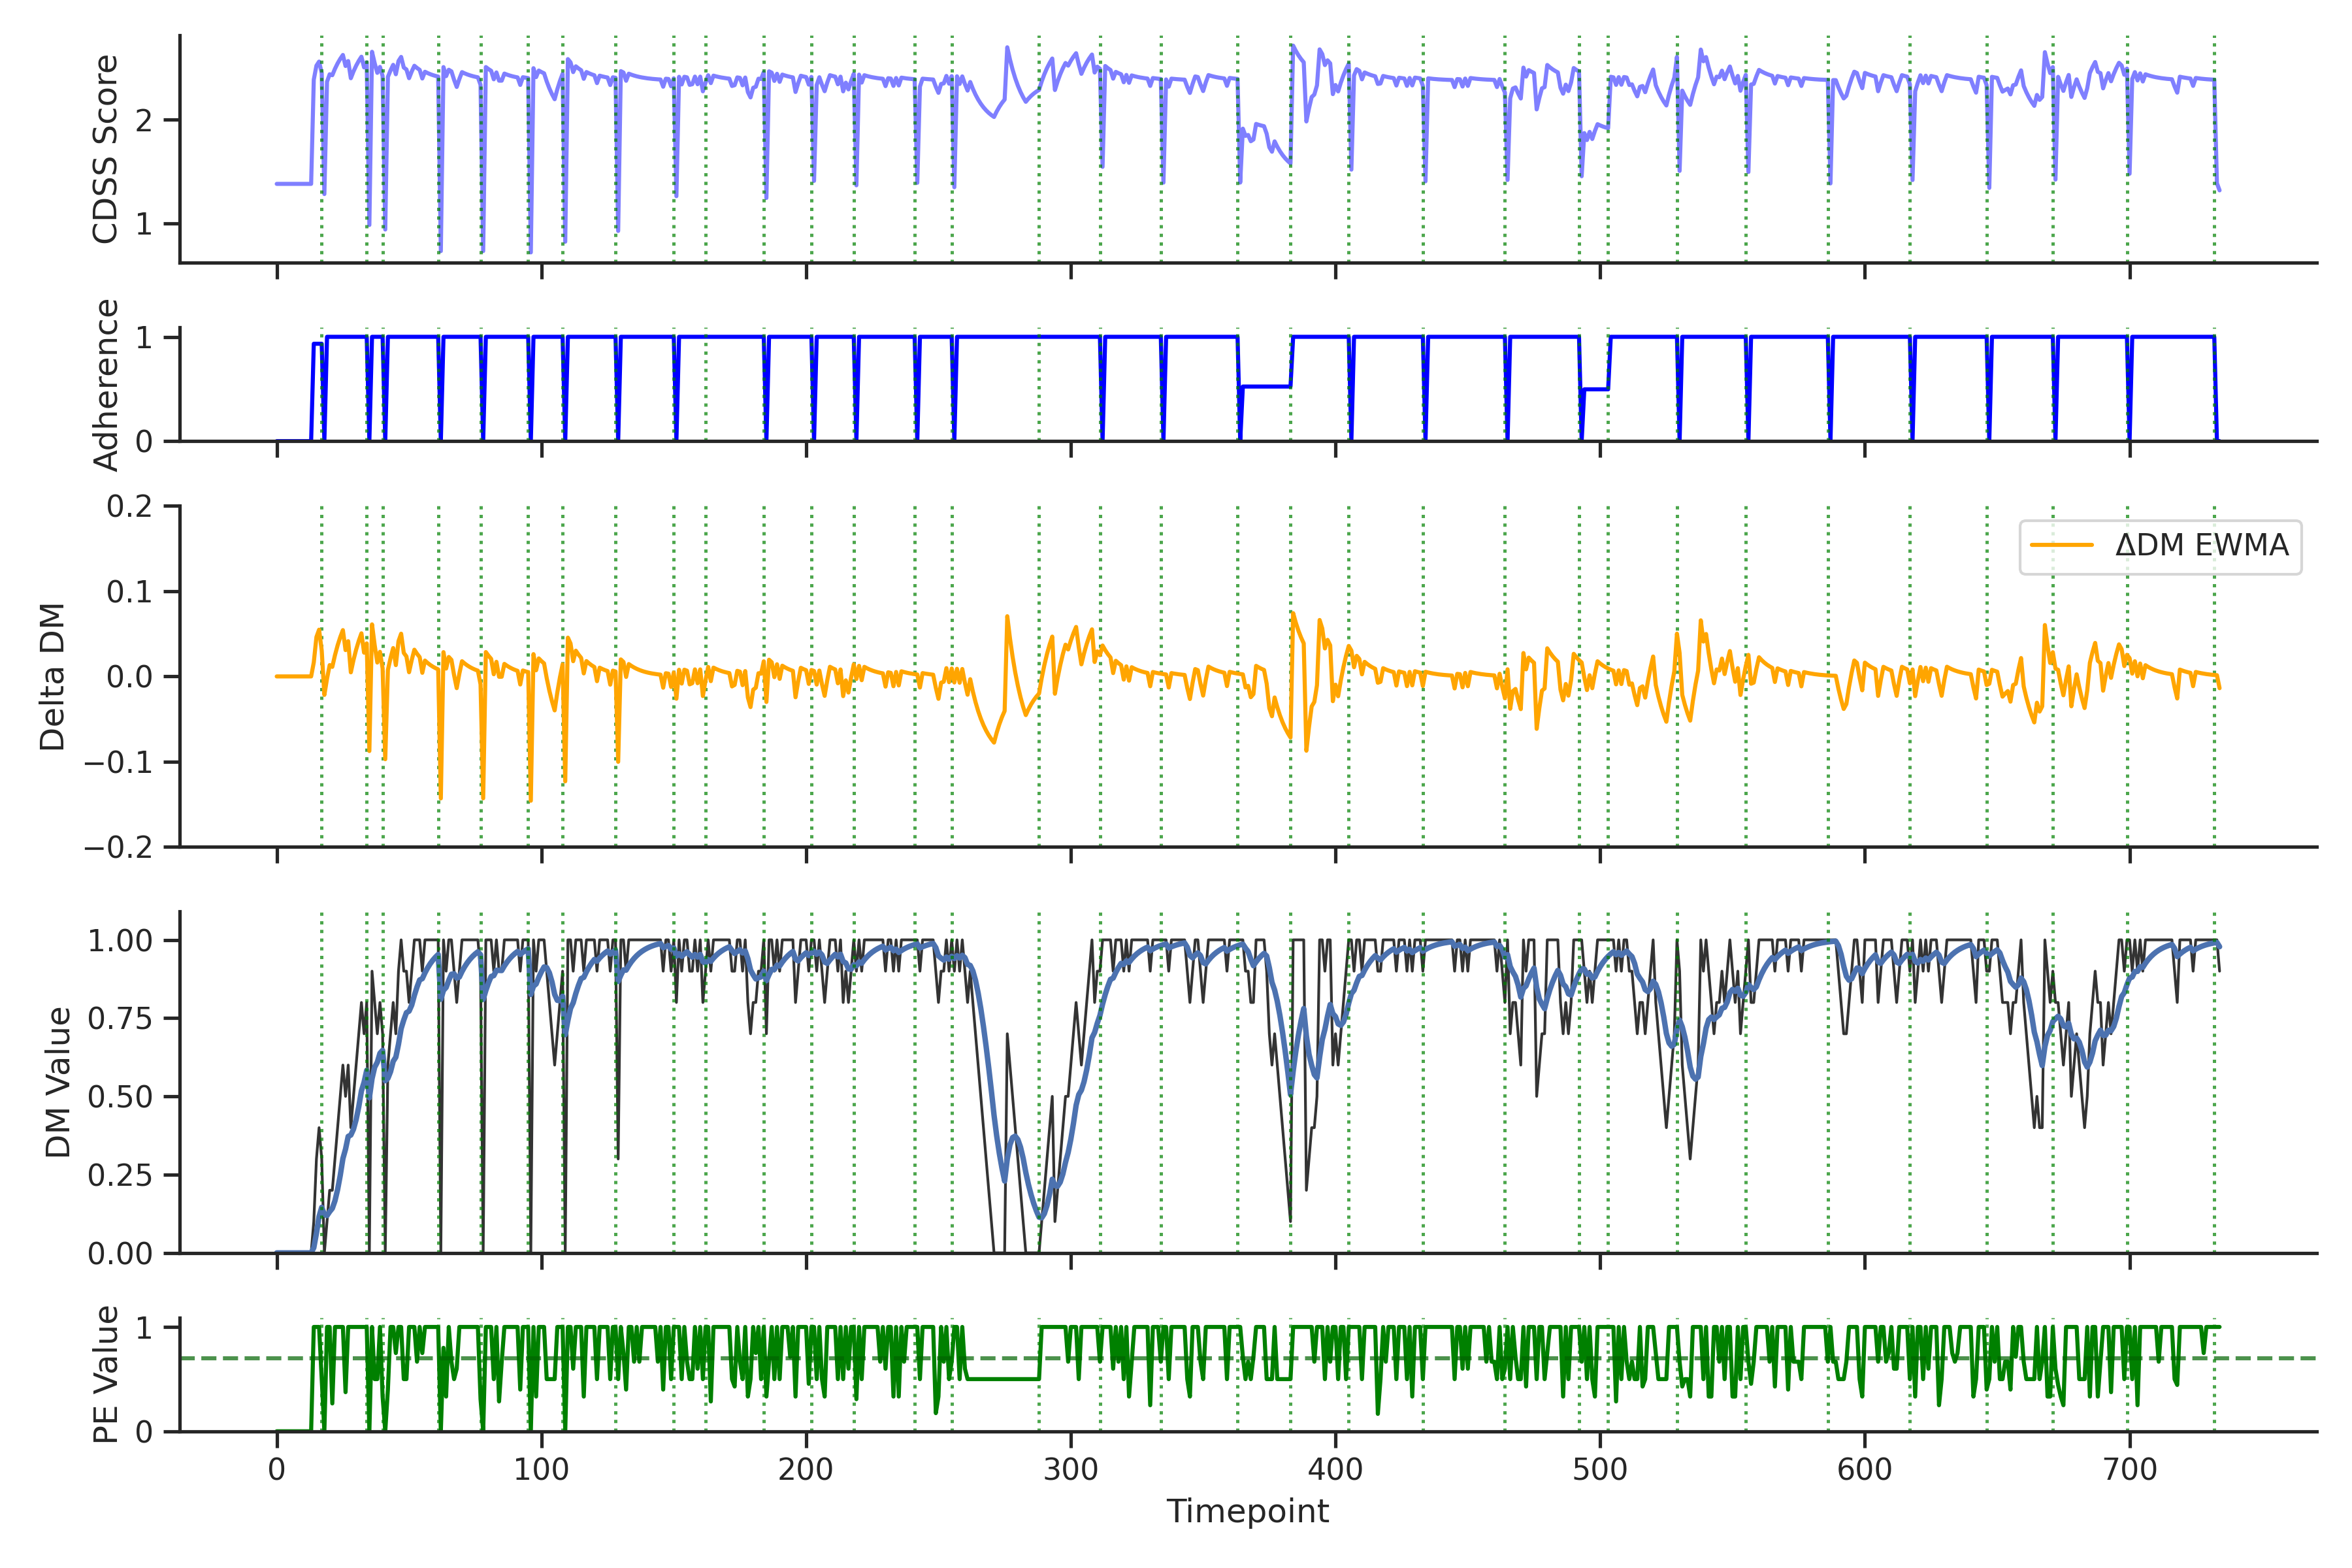 CDSS Score
2
1
Adherence
1
0
Delta DM
0.2
0.1
0.0
−0.1
−0.2
ΔDM EWMA
DM Value
1.00
0.75
0.50
0.25
0.00
PE Value
1
0
0 100 200 300 400 500 600 700
Timepoint